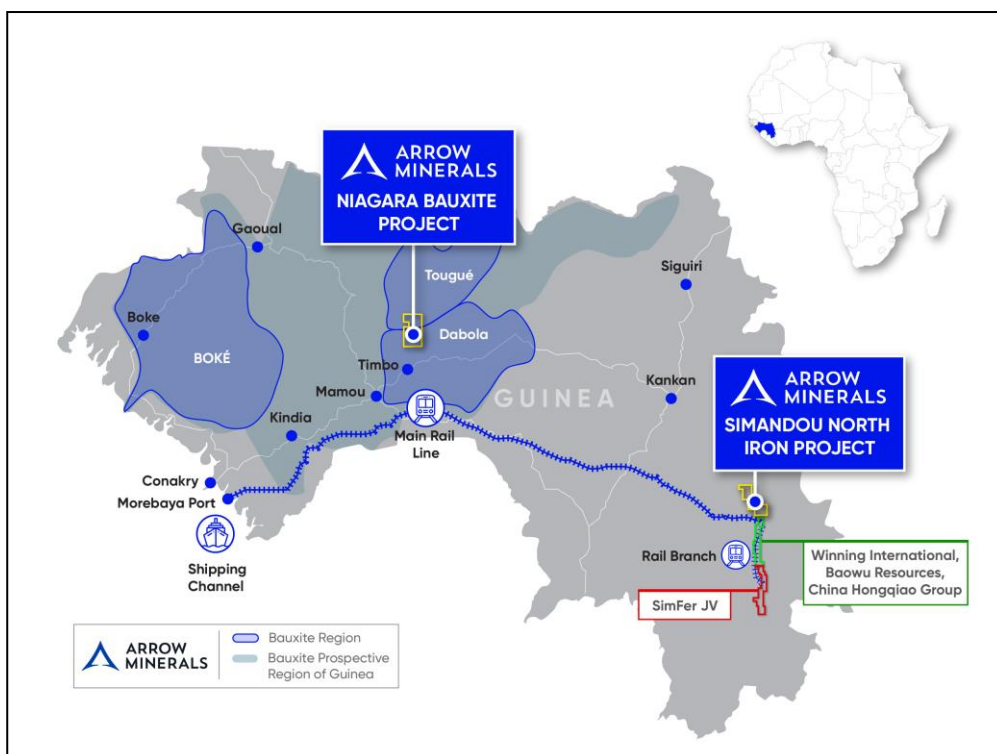 ARROW
MINERALS
NIAGARA BAUXITE
PROJECT
Gaoual
Tougué
Siguiri
Boke
BOKÉ
Dabola
Timbo
Mamou
GUINEA
Kankan
ARROW
MINERALS
SIMANDOU NORTH
IRON PROJECT
Kindia
Main Rail
Line
Conakry
Morebaya Port
Shipping
Channel
Rail Branch
Winning International,
Baowu Resources,
China Hongqiao Group
SimFer JV
ARROW
MINERALS
Bauxite Region
Bauxite Prospective
Region of Guinea